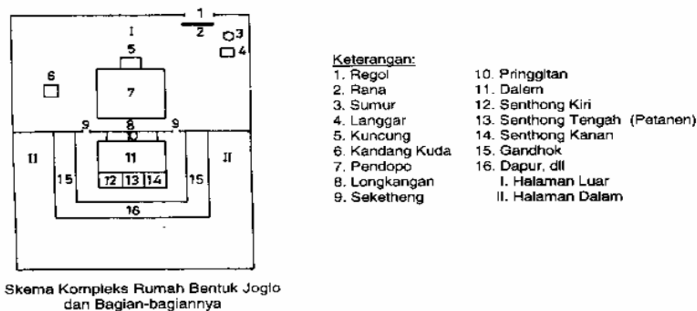 1
I
2
3
4
5
6
7
9
8
9
10
II
11
II
15
12 13 14
15
16
Skema Kompleks Rumah Bentuk Joglo
dan Bagian-bagiannya
Keterangan:
1. Regol
2. Rana
3. Sumur
4. Langgar
5. Kuncung
6. Kandang Kuda
7. Pendopo
8. Longkangan
9. Seketheng
10. Pringgitan
11. Dalem
12. Senthong Kiri
13. Senthong Tengah (Petanen)
14. Senthong Kanan
15. Gandhok
16. Dapur, dll
I. Halaman Luar
II. Halaman Dalam